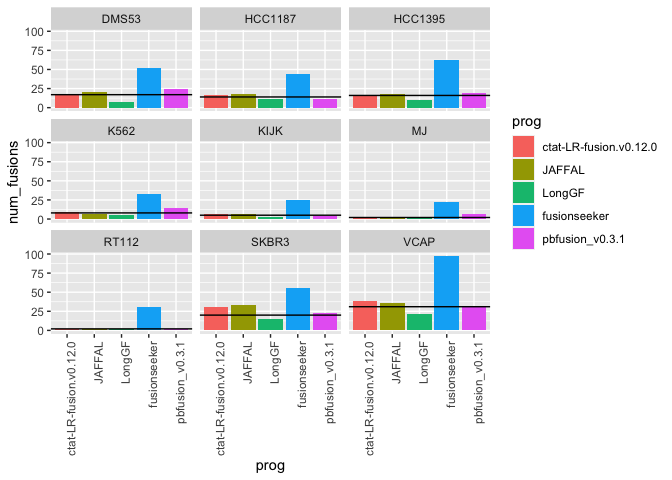 DMS53 HCC1187 HCC1395
100
75
50
25
0
K562 KIJK MJ
100
75
50
25
0
RT112 SKBR3 VCAP
100
75
50
25
0
num_fusions
ctat-LR-fusion.v0.12.0 JAFFAL LongGF fusionseeker pbfusion_v0.3.1
ctat-LR-fusion.v0.12.0 JAFFAL LongGF fusionseeker pbfusion_v0.3.1
ctat-LR-fusion.v0.12.0 JAFFAL LongGF fusionseeker pbfusion_v0.3.1
prog
prog
ctat-LR-fusion.v0.12.0
JAFFAL
LongGF
fusionseeker
pbfusion_v0.3.1